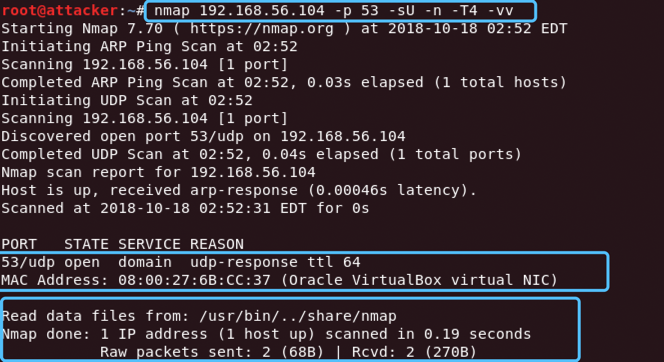 root@attacker:~# nmap 192.168.56.104 -p 53 -sU -n -T4 -vv
Starting Nmap 7.70 ( https://nmap.org ) at 2018-10-18 02:52 EDT
Initiating ARP Ping Scan at 02:52
Scanning 192.168.56.104 [1 port]
Completed ARP Ping Scan at 02:52, 0.03s elapsed (1 total hosts)
Initiating UDP Scan at 02:52
Scanning 192.168.56.104 [1 port]
Discovered open port 53/udp on 192.168.56.104
Completed UDP Scan at 02:52, 0.04s elapsed (1 total ports)
Nmap scan report for 192.168.56.104
Host is up, received arp-response (0.00046s latency).
Scanned at 2018-10-18 02:52:31 EDT for 0s
PORT   STATE SERVICE REASON
53/udp open  domain  udp-response ttl 64
MAC Address: 08:00:27:6B:CC:37 (Oracle VirtualBox virtual NIC)
Read data files from: /usr/bin/../share/nmap
Nmap done: 1 IP address (1 host up) scanned in 0.19 seconds
Raw packets sent: 2 (68B) | Rcvd: 2 (270B)